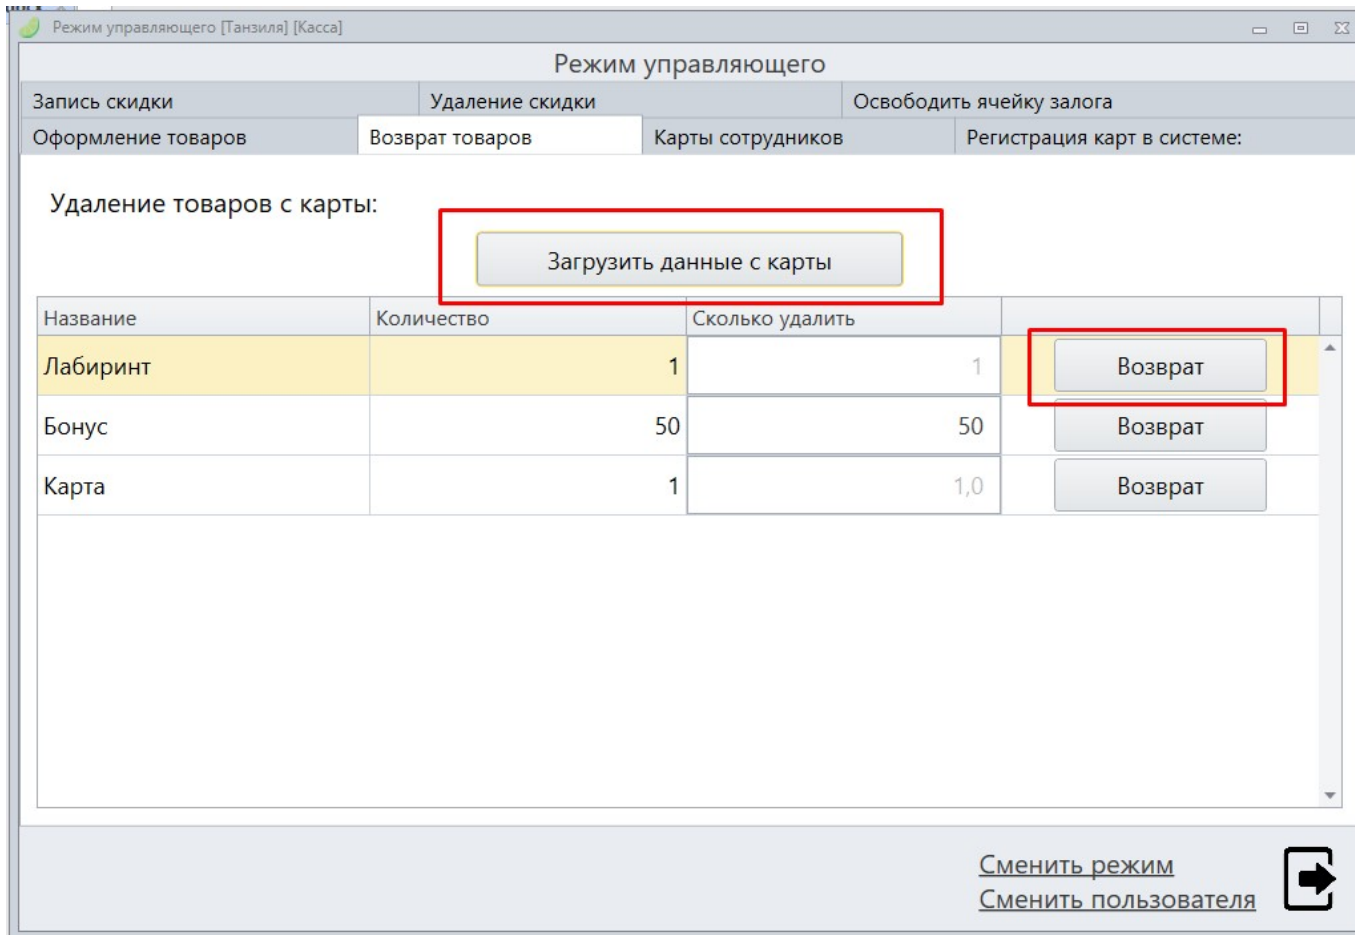 Режим управляющего [Танзиля] [Касса]
Режим управляющего
Запись скидки Удаление скидки Освободить ячейку залога
Оформление товаров Возврат товаров Карты сотрудников Регистрация карт в системе:
Удаление товаров с карты:
Загрузить данные с карты
Название Количество Сколько удалить
Лабиринт 1 1 Возврат
Бонус 50 50 Возврат
Карта 1 1,0 Возврат
Сменить режим
Сменить пользователя